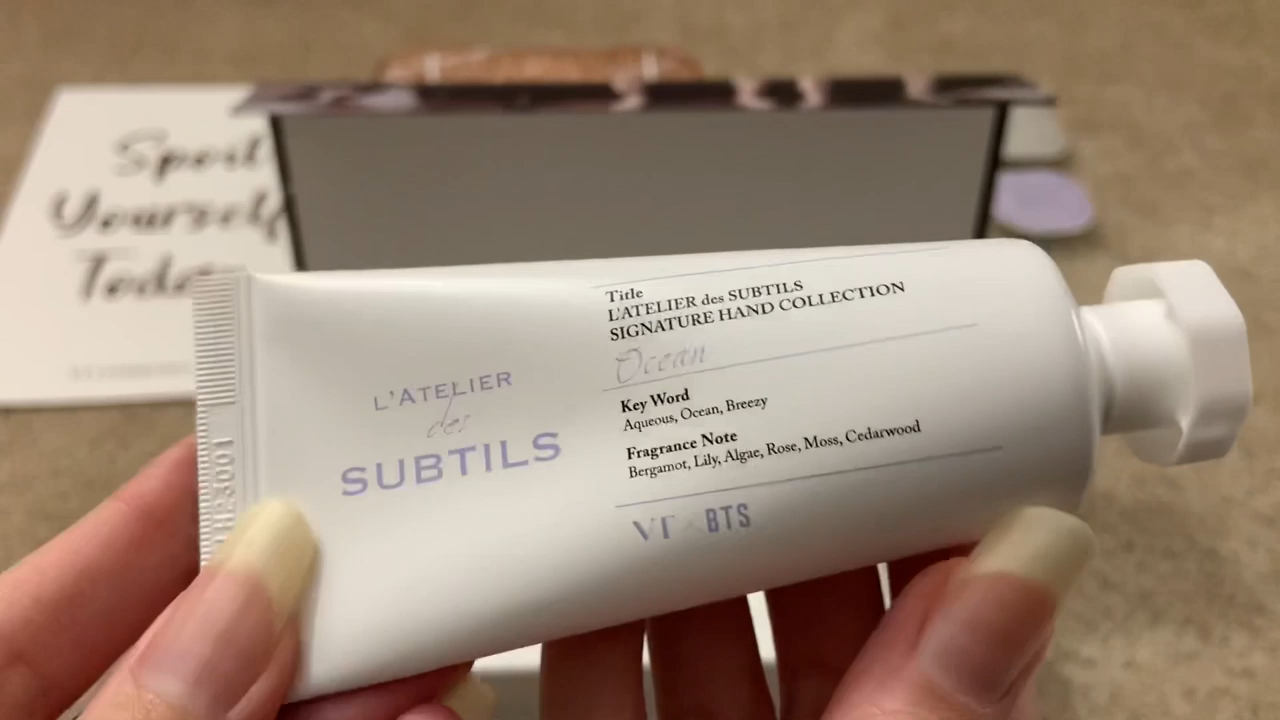 Spoil
Yourself
Today
L'ATELIER
des
SUBTILS
Title
L'ATELIER des SUBTILS
SIGNATURE HAND COLLECTION
Ocean
Key Word
Aqueous, Ocean, Breezy
Fragrance Note
Bergamot, Lily, Algae, Rose, Moss, Cedarwood
VT BTS